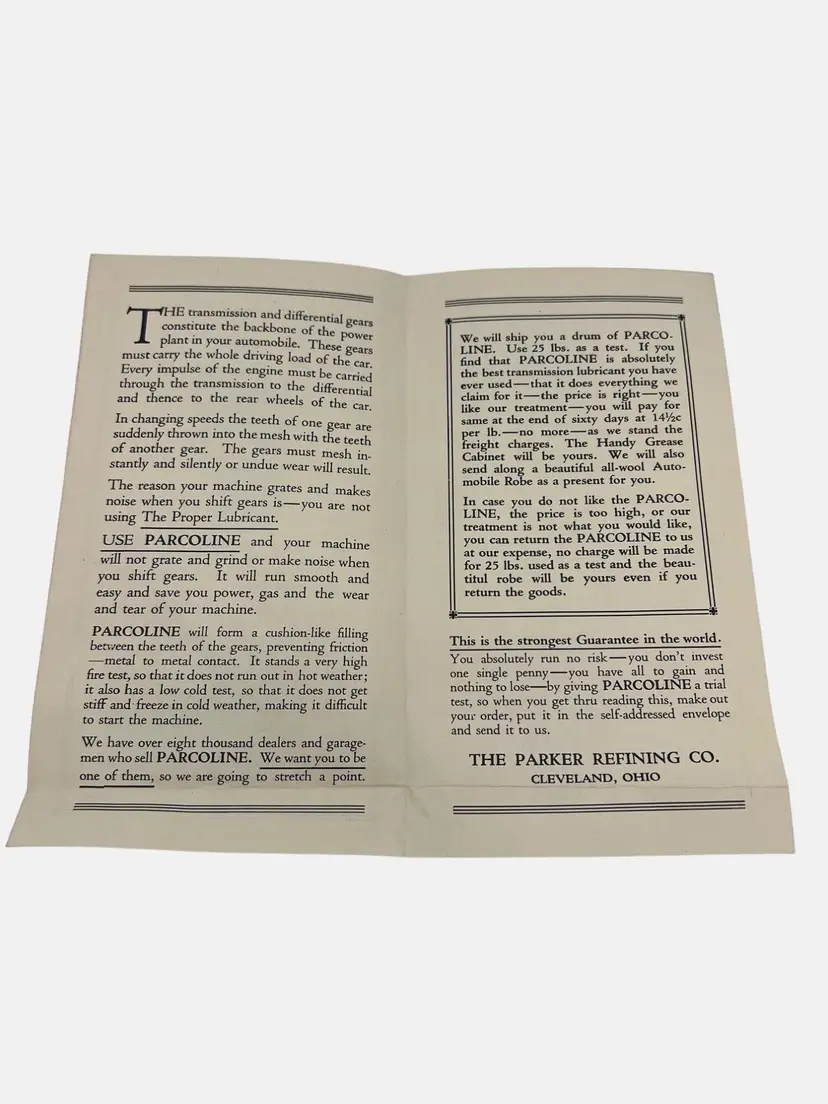 THE transmission and differential gears
constitute the backbone of the power
plant in your automobile. These gears
must carry the whole driving load of the car.
Every impulse of the engine must be carried
through the transmission to the differential
and thence to the rear wheels of the car.
In changing speeds the teeth of one gear are
suddenly thrown into the mesh with the teeth
of another gear. The gears must mesh in-
stantly and silently or undue wear will result.
The reason your machine grates and makes
noise when you shift gears is—you are not
using The Proper Lubricant.
USE PARCOLINE and your machine
will not grate and grind or make noise when
you shift gears. It will run smooth and
easy and save you power, gas and the wear
and tear of your machine.
PARCOLINE will form a cushion-like filling
between the teeth of the gears, preventing friction
—metal to metal contact. It stands a very high
fire test, so that it does not run out in hot weather;
it also has a low cold test, so that it does not get
stiff and freeze in cold weather, making it difficult
to start the machine.
We have over eight thousand dealers and garage-
men who sell PARCOLINE. We want you to be
one of them, so we are going to stretch a point.
We will ship you a drum of PARCO-
LINE. Use 25 lbs. as a test. If you
find that PARCOLINE is absolutely
the best transmission lubricant you have
ever used—that it does everything we
claim for it—the price is right—you
like our treatment—you will pay for
same at the end of sixty days at 14½c
per lb.—no more—as we stand the
freight charges. The Handy Grease
Cabinet will be yours. We will also
send along a beautiful all-wool Auto-
mobile Robe as a present for you.
In case you do not like the PARCO-
LINE, the price is too high, or our
treatment is not what you would like,
you can return the PARCOLINE to us
at our expense, no charge will be made
for 25 lbs. used as a test and the beau-
titul robe will be yours even if you
return the goods.
This is the strongest Guarantee in the world.
You absolutely run no risk—you don't invest
one single penny—you have all to gain and
nothing to lose—by giving PARCOLINE a trial
test, so when you get thru reading this, make out
your order, put it in the self-addressed envelope
and send it to us.
THE PARKER REFINING CO.
CLEVELAND, OHIO